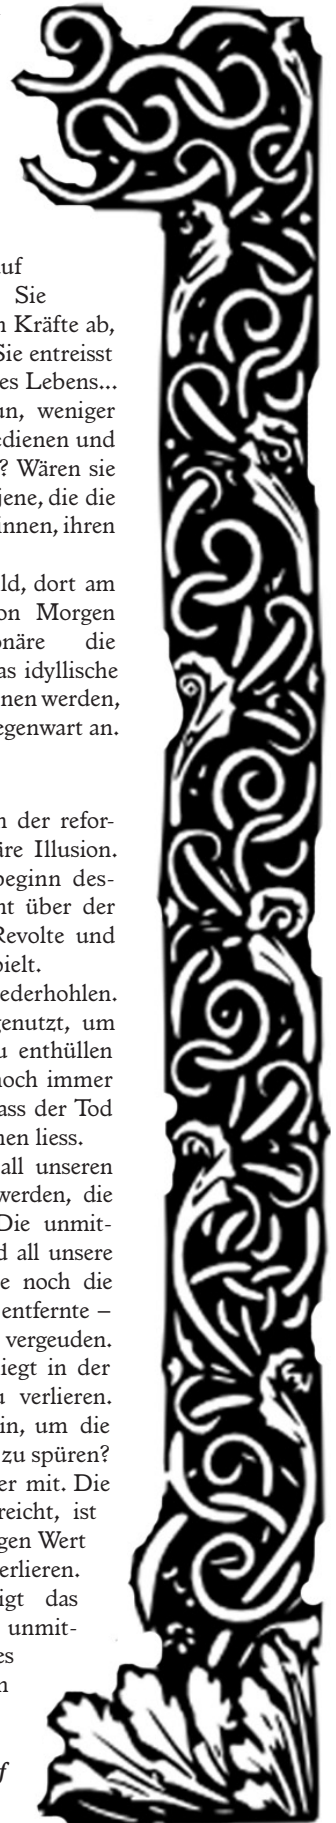 uf
Sie
n Kräfte ab,
Sie entreisst
es Lebens...
un, weniger
edienen und
? Wären sie
jene, die die
innen, ihren
ld, dort am
on Morgen
onäre die
as idyllische
nen werden,
egenwart an.
n der refor-
äre Illusion.
beginn des-
nt über der
Revolte und
pielt.
ederhohlen.
genutzt, um
u enthüllen
noch immer
ass der Tod
nen liess.
all unseren
werden, die
Die unmit-
d all unsere
e noch die
entfernte –
vergeuden.
iegt in der
u verlieren.
in, um die
zu spüren?
er mit. Die
reicht, ist
gen Wert
erlieren.
igt das
unmit-
es
n
f